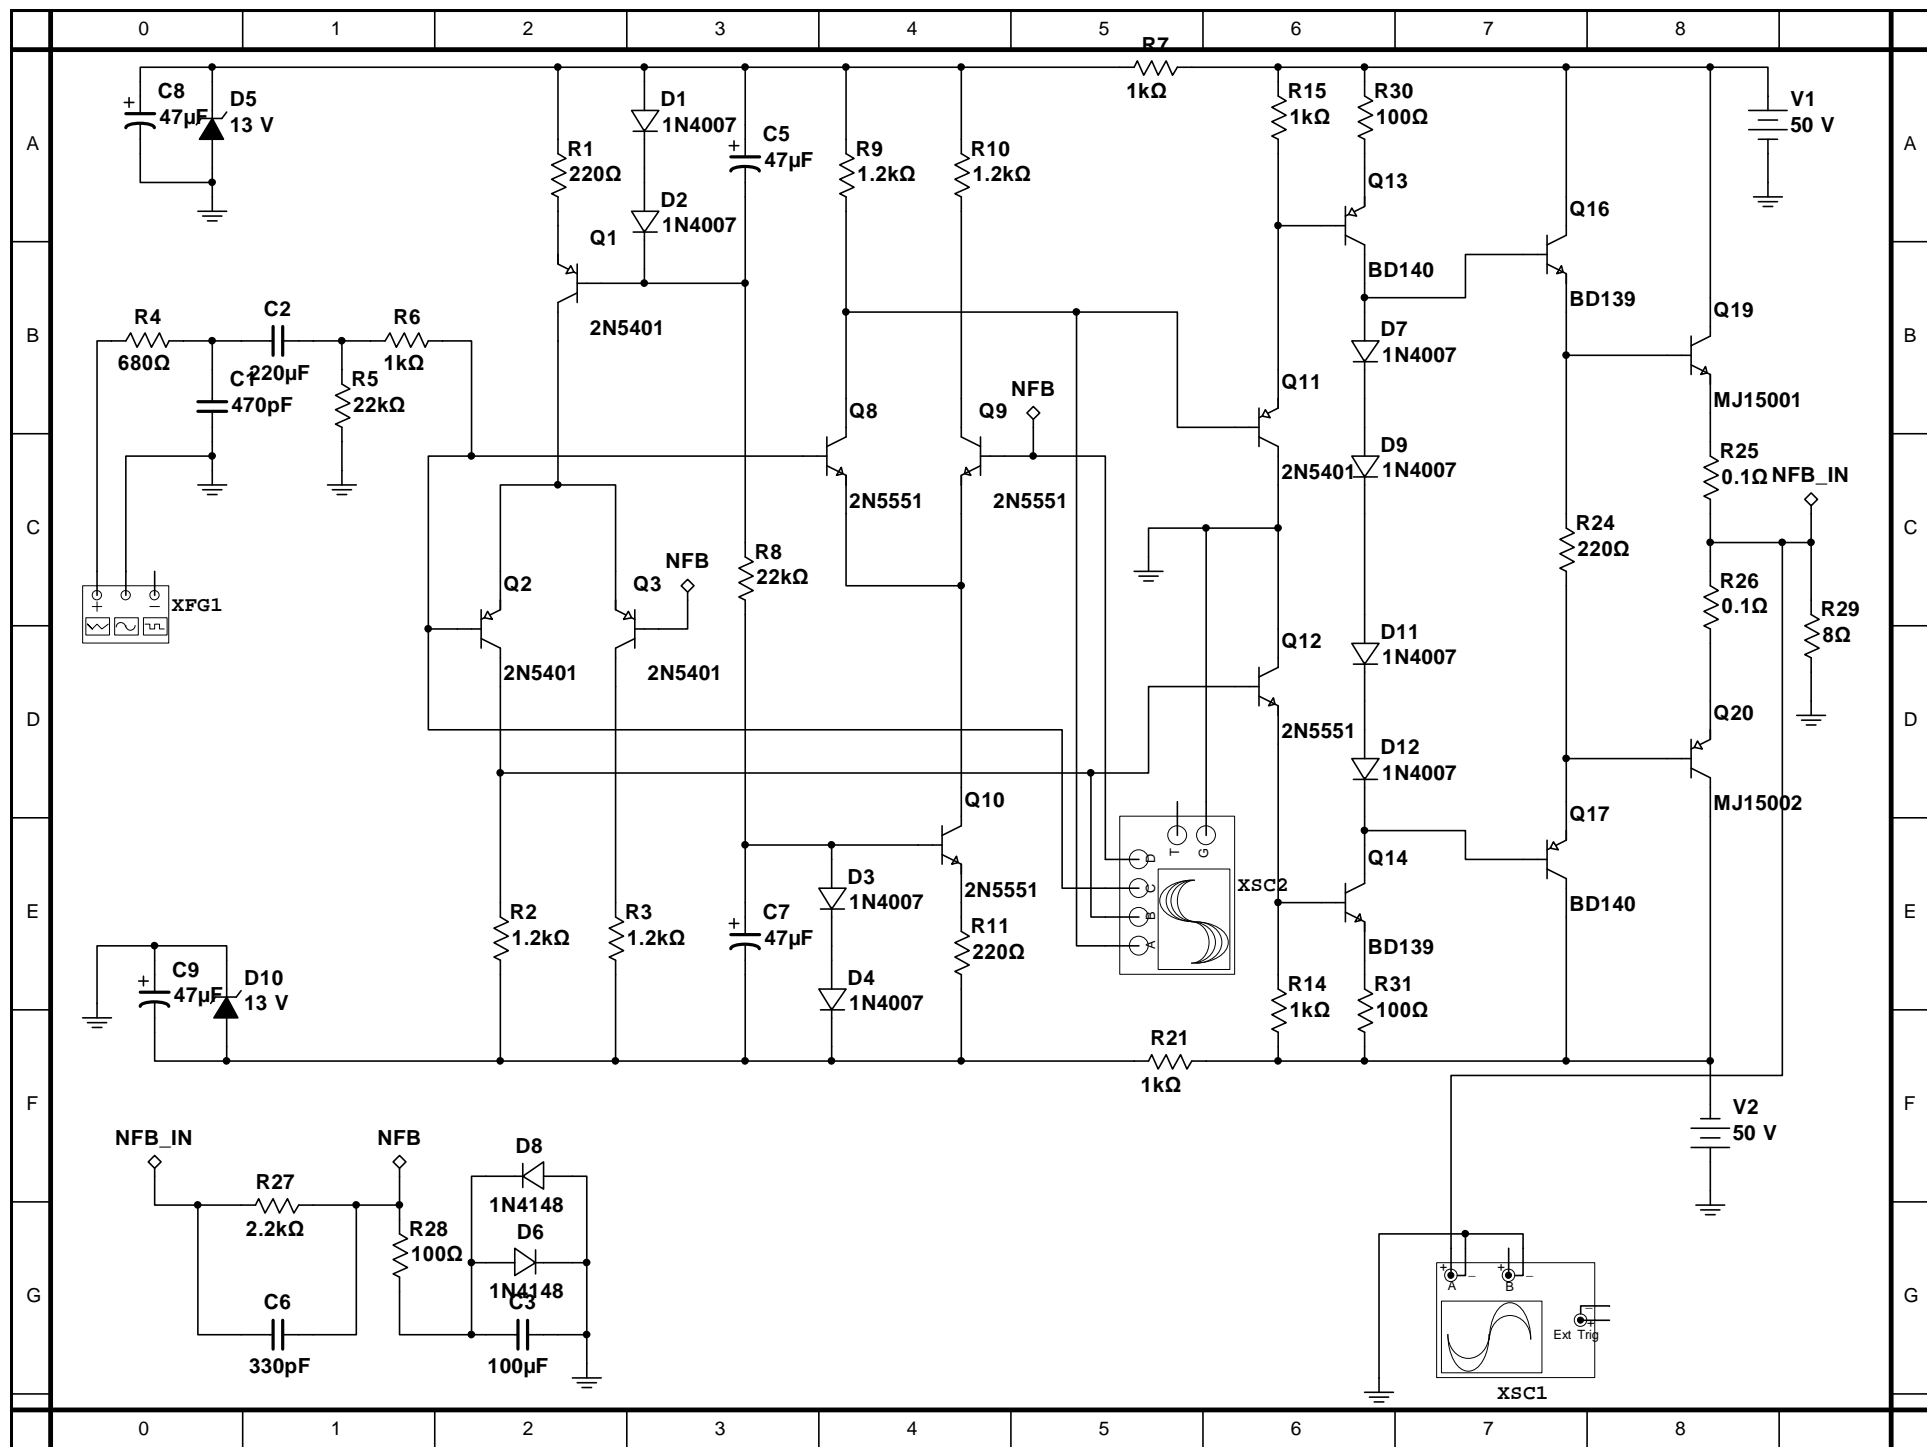 0 1 2 3 4 5 6 7 8
A A
B B
C C
D D
E E
F F
G G
C8
47µF
D5
13 V
R1
220Ω
D1
1N4007
D2
1N4007
C5
47µF
R9
1.2kΩ
R10
1.2kΩ
R7
1kΩ
R15
1kΩ
R30
100Ω
V1
50 V
Q13
BD140
Q16
BD139
Q1
2N5401
R4
680Ω
C2
220µF
R6
1kΩ
C1
470pF
R5
22kΩ
Q8
2N5551
Q9
2N5551
NFB
Q11
2N5401
D7
1N4007
D9
1N4007
Q19
MJ15001
R25
0.1Ω
NFB_IN
XFG1
+
−
Q2
2N5401
Q3
2N5401
NFB
R8
22kΩ
R24
220Ω
R26
0.1Ω
R29
8Ω
Q12
2N5551
D11
1N4007
D12
1N4007
Q20
MJ15002
Q17
BD140
Q10
2N5551
R11
220Ω
T G
D
C
B
A
XSC2
Q14
BD139
R2
1.2kΩ
R3
1.2kΩ
C7
47µF
D3
1N4007
D4
1N4007
C9
47µF
D10
13 V
R14
1kΩ
R31
100Ω
R21
1kΩ
V2
50 V
NFB_IN
NFB
R27
2.2kΩ
R28
100Ω
C6
330pF
D8
1N4148
D6
1N4148
C3
100µF
A B
Ext Trig
XSC1
0 1 2 3 4 5 6 7 8